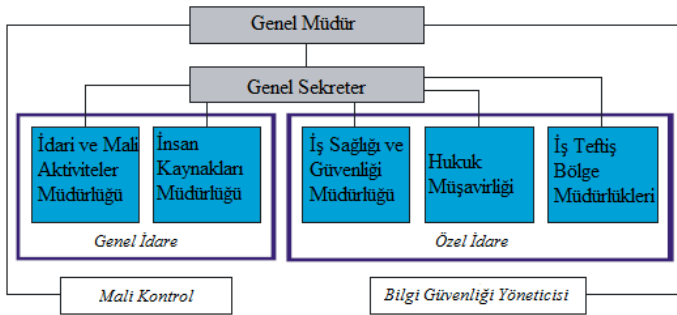 Genel Müdür
Genel Sekreter
İdari ve Mali
Aktiviteler
Müdürlüğü
İnsan
Kaynakları
Müdürlüğü
İş Sağlığı ve
Güvenliği
Müdürlüğü
Hukuk
Müşavirliği
İş Teftiş
Bölge
Müdürlükleri
Genel İdare
Özel İdare
Mali Kontrol
Bilgi Güvenliği Yöneticisi